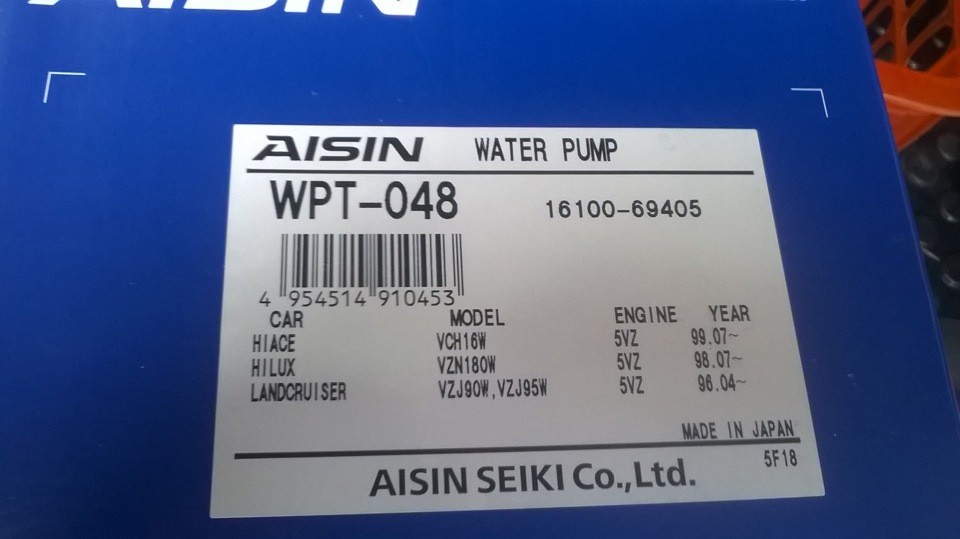 AISIN
AISIN WATER PUMP
WPT-048 16100-69405
4 954514 910453
CAR MODEL ENGINE YEAR
HIACE VCH16W 5VZ 99.07~
HILUX VZN180W 5VZ 98.07~
LANDCRUISER VZJ90W,VZJ95W 5VZ 96.04~
MADE IN JAPAN
5F18
AISIN SEIKI Co.,Ltd.